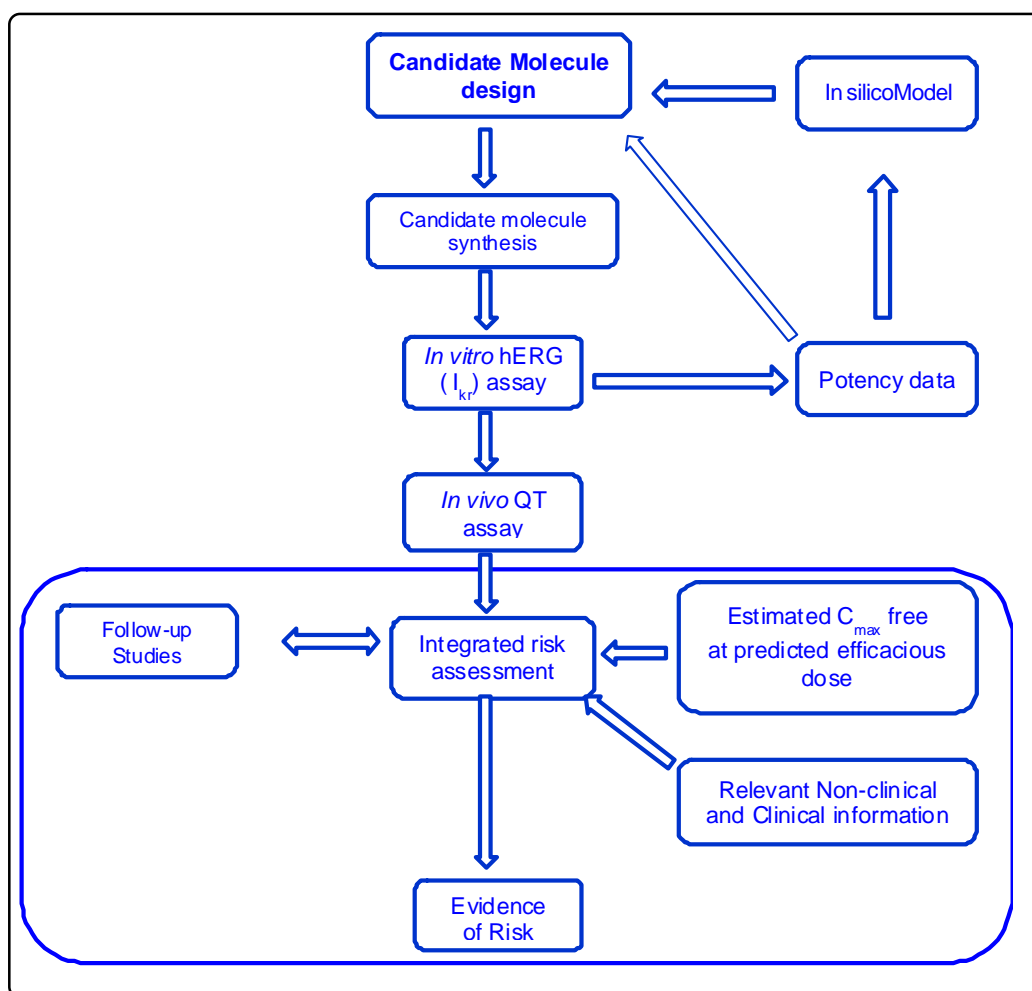 Candidate Molecule
design
In silicoModel
Candidate molecule
synthesis
In vitro hERG
( Ikr) assay
Potency data
In vivo QT
assay
Follow-up
Studies
Integrated risk
assessment
Estimated Cmax free
at predicted efficacious
dose
Relevant Non-clinical
and Clinical information
Evidence
of Risk